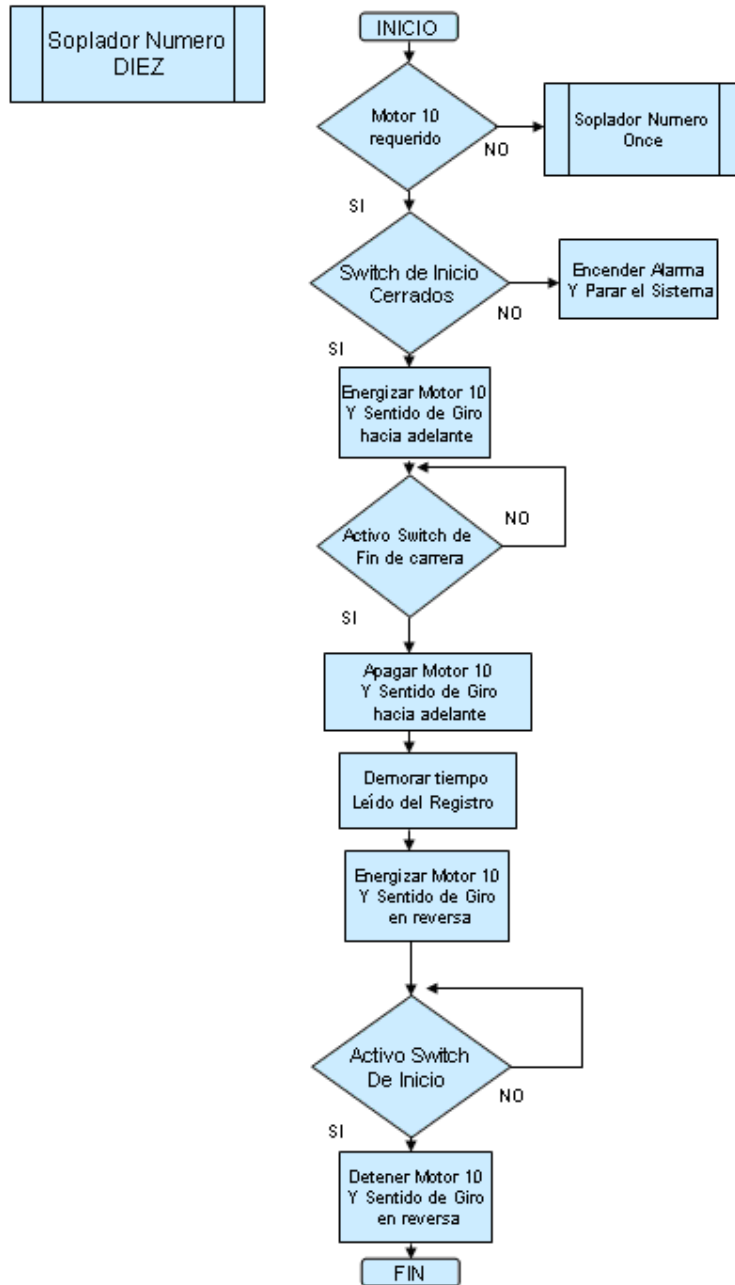 Soplador Numero
DIEZ
INICIO
Motor 10
requerido
NO
Soplador Numero
Once
SI
Switch de Inicio
Cerrados
NO
Encender Alarma
Y Parar el Sistema
SI
Energizar Motor 10
Y Sentido de Giro
hacia adelante
Activo Switch de
Fin de carrera
NO
SI
Apagar Motor 10
Y Sentido de Giro
hacia adelante
Demorar tiempo
Leído del Registro
Energizar Motor 10
Y Sentido de Giro
en reversa
Activo Switch
De Inicio
NO
SI
Detener Motor 10
Y Sentido de Giro
en reversa
FIN